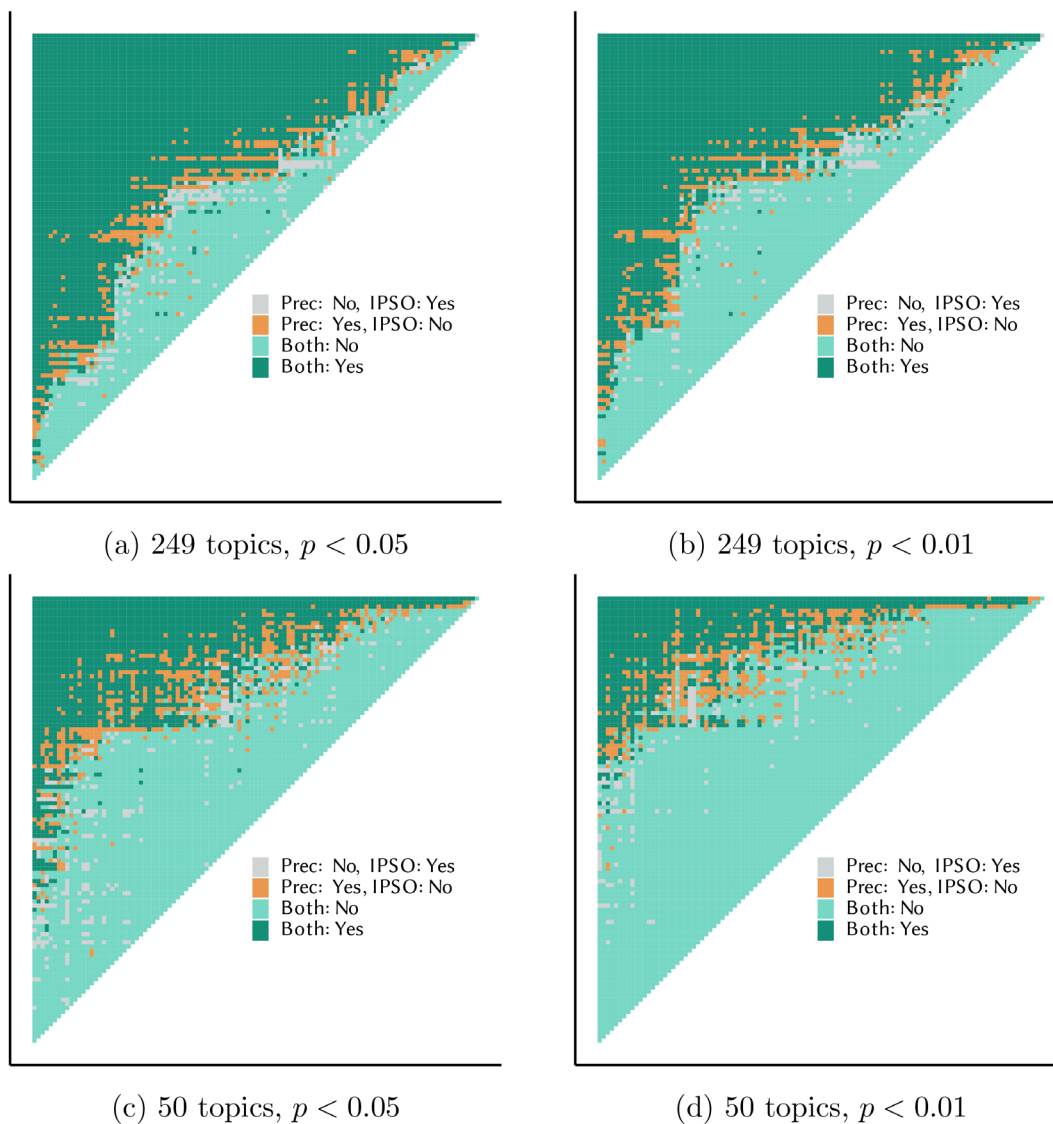 Prec: No, IPSO: Yes
Prec: Yes, IPSO: No
Both: No
Both: Yes
(a) 249 topics, p < 0.05
Prec: No, IPSO: Yes
Prec: Yes, IPSO: No
Both: No
Both: Yes
(b) 249 topics, p < 0.01
Prec: No, IPSO: Yes
Prec: Yes, IPSO: No
Both: No
Both: Yes
(c) 50 topics, p < 0.05
Prec: No, IPSO: Yes
Prec: Yes, IPSO: No
Both: No
Both: Yes
(d) 50 topics, p < 0.01